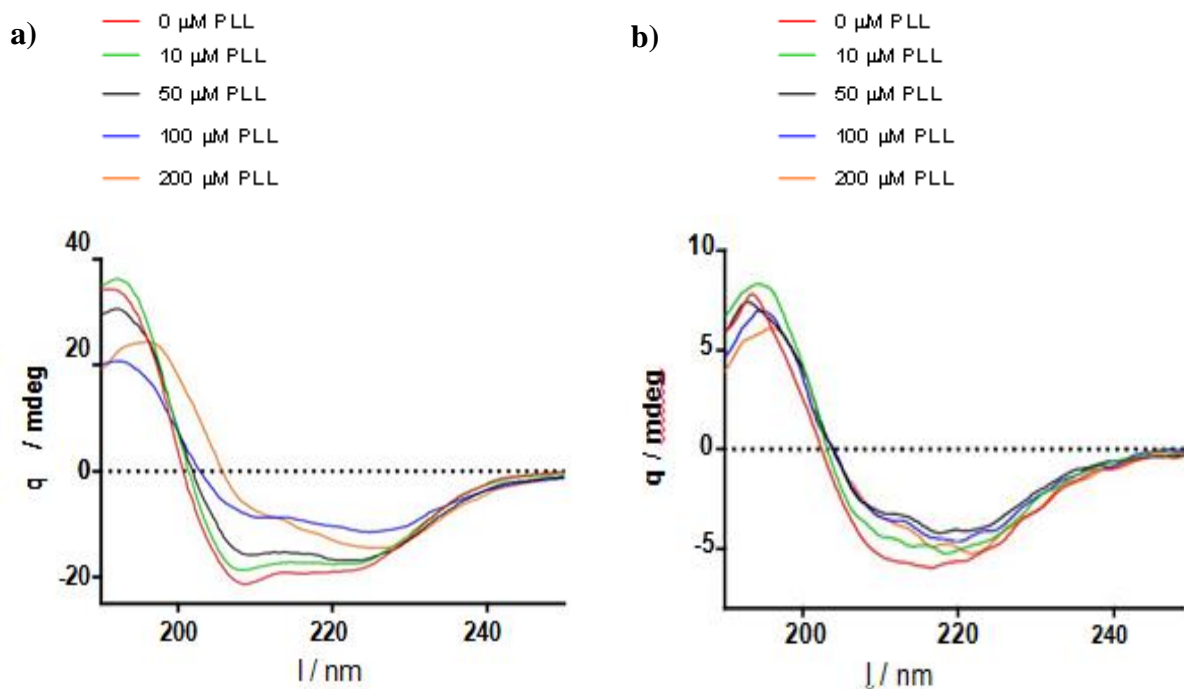 a)
0 µM PLL
10 µM PLL
50 µM PLL
100 µM PLL
200 µM PLL
40
20
0
-20
q / mdeg
200 220 240
l / nm
b)
0 µM PLL
10 µM PLL
50 µM PLL
100 µM PLL
200 µM PLL
10
5
0
-5
q / mdeg
200 220 240
l / nm